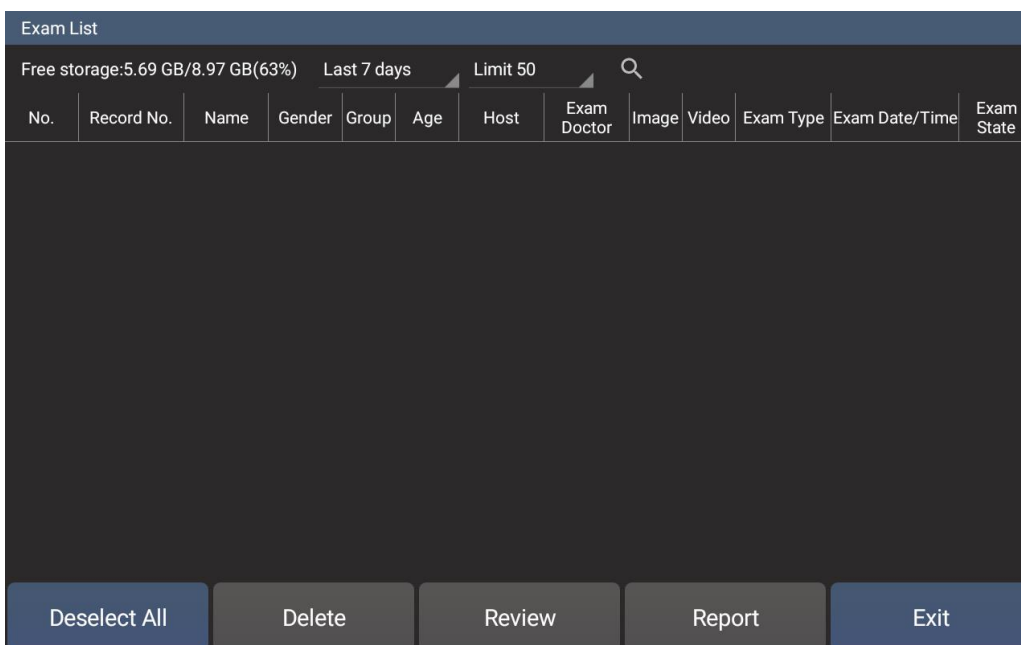 Exam List
Free storage:5.69 GB/8.97 GB(63%) Last 7 days Limit 50
No. Record No. Name Gender Group Age Host Exam Doctor Image Video Exam Type Exam Date/Time Exam State
Deselect All Delete Review Report Exit